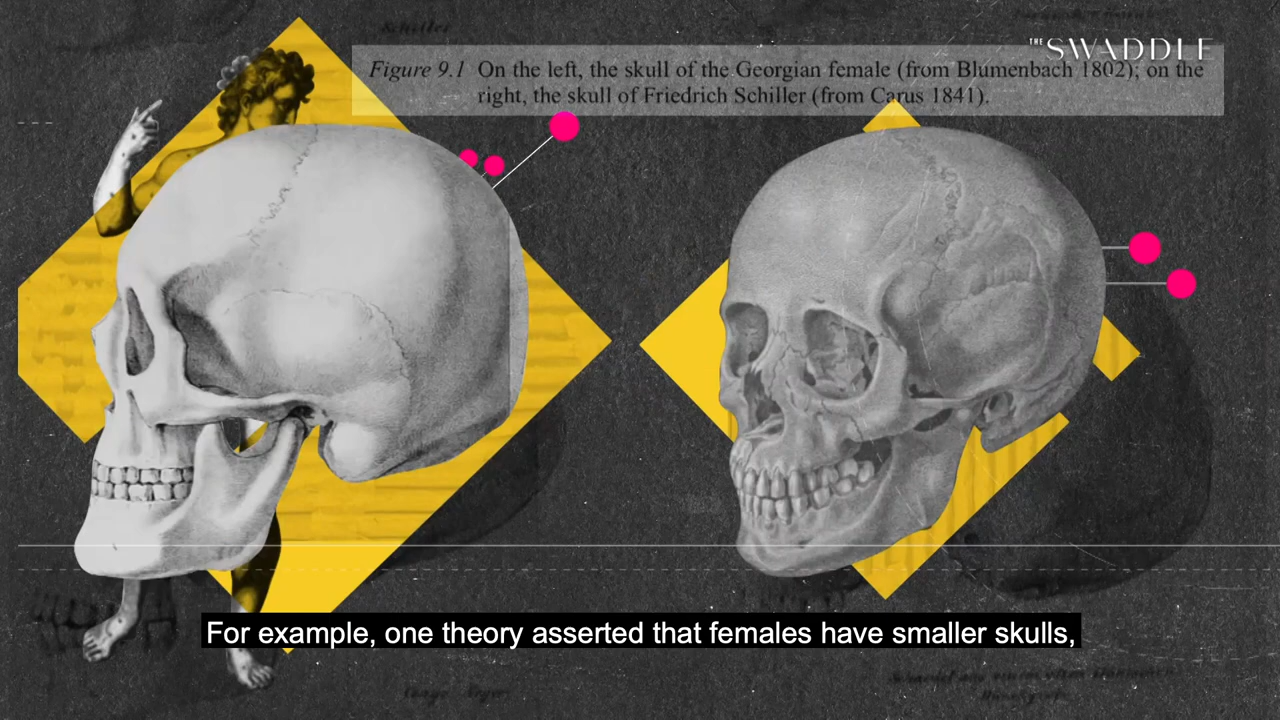 Schiller
THE SWADDLE
Figure 9.1 On the left, the skull of the Georgian female (from Blumenbach 1802); on the
right, the skull of Friedrich Schiller (from Carus 1841).
For example, one theory asserted that females have smaller skulls,